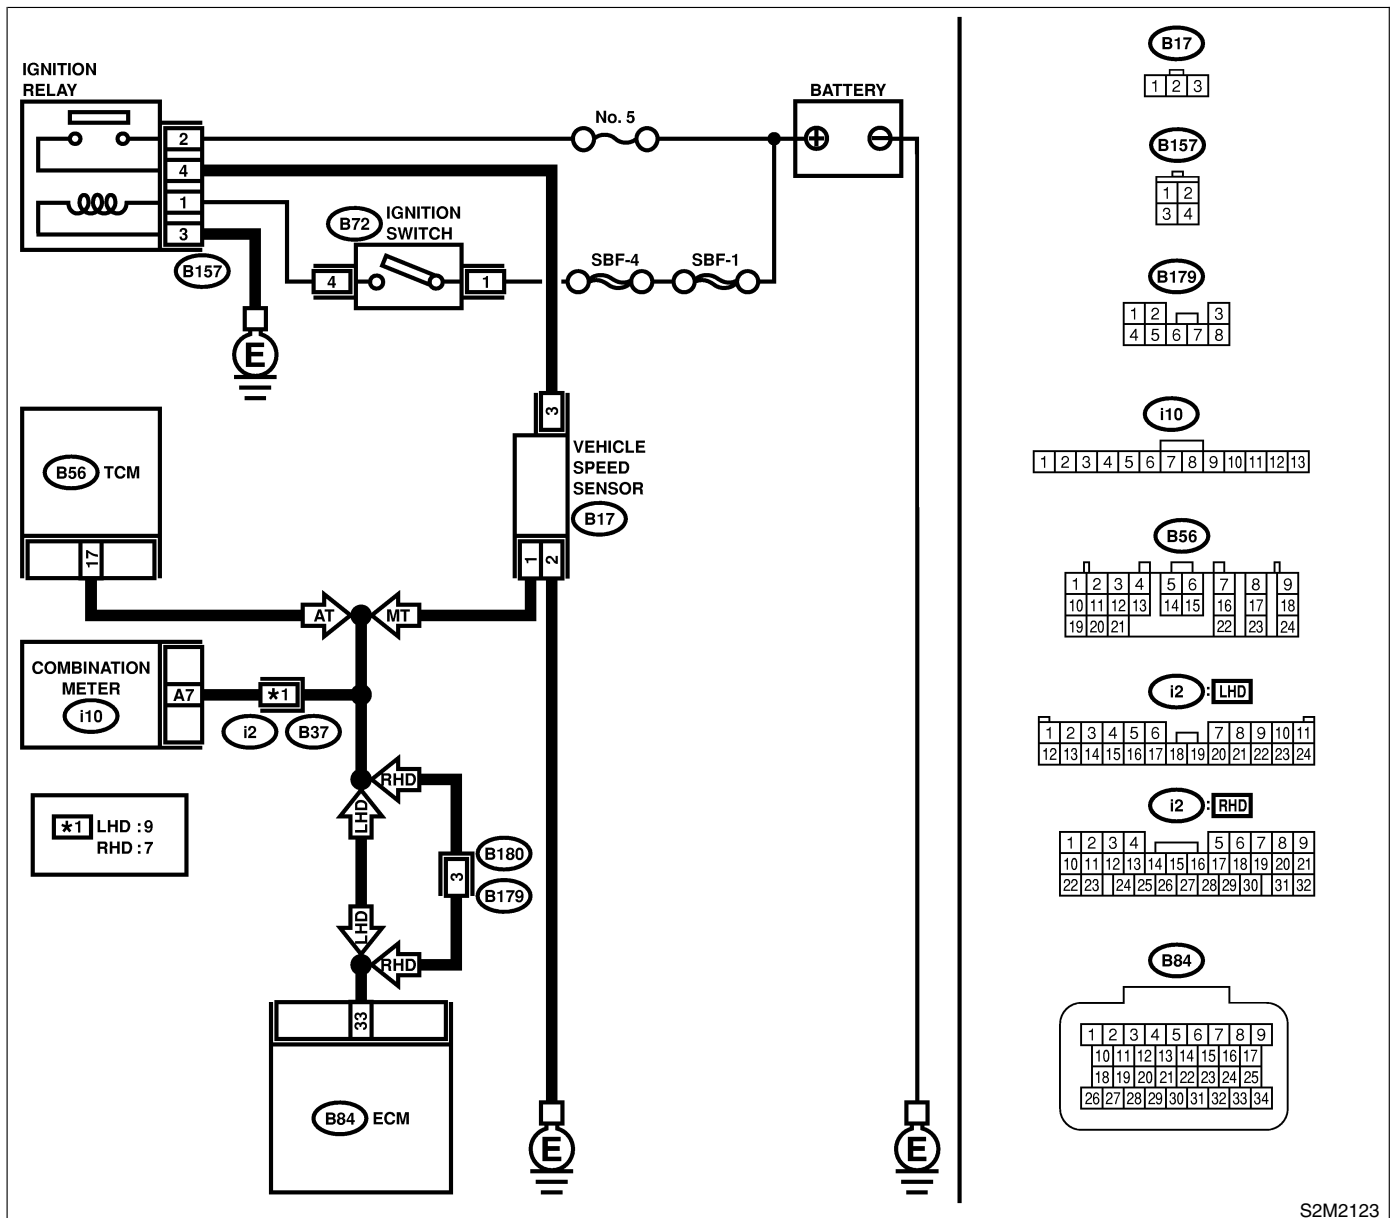 IGNITION
RELAY
2
4
1
3
B157
E
No. 5
BATTERY
B72
IGNITION
SWITCH
4
1
SBF-4
SBF-1
3
VEHICLE
SPEED
SENSOR
B17
1 2
B56 TCM
17
AT
MT
COMBINATION
METER
i10
A7
*1
i2
B37
*1 LHD : 9
RHD : 7
RHD
LHD
B180
3
B179
LHD
RHD
33
B84 ECM
E
E
B17
1 2 3
B157
1 2
3 4
B179
1 2 3
4 5 6 7 8
i10
1 2 3 4 5 6 7 8 9 10 11 12 13
B56
1 2 3 4 5 6 7 8 9
10 11 12 13 14 15 16 17 18
19 20 21 22 23 24
i2 : LHD
1 2 3 4 5 6 7 8 9 10 11
12 13 14 15 16 17 18 19 20 21 22 23 24
i2 : RHD
1 2 3 4 5 6 7 8 9
10 11 12 13 14 15 16 17 18 19 20 21
22 23 24 25 26 27 28 29 30 31 32
B84
1 2 3 4 5 6 7 8 9
10 11 12 13 14 15 16 17
18 19 20 21 22 23 24 25
26 27 28 29 30 31 32 33 34
S2M2123